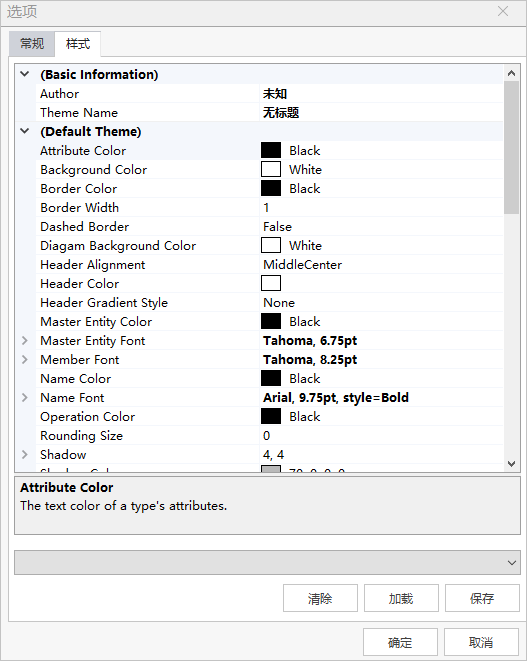 选项
常规 样式
(Basic Information)
Author 未知
Theme Name 无标题
(Default Theme)
Attribute Color Black
Background Color White
Border Color Black
Border Width 1
Dashed Border False
Diagam Background Color White
Header Alignment MiddleCenter
Header Color
Header Gradient Style None
Master Entity Color Black
Master Entity Font Tahoma, 6.75pt
Member Font Tahoma, 8.25pt
Name Color Black
Name Font Arial, 9.75pt, style=Bold
Operation Color Black
Rounding Size 0
Shadow 4, 4
Attribute Color
The text color of a type's attributes.
清除 加载 保存
确定 取消